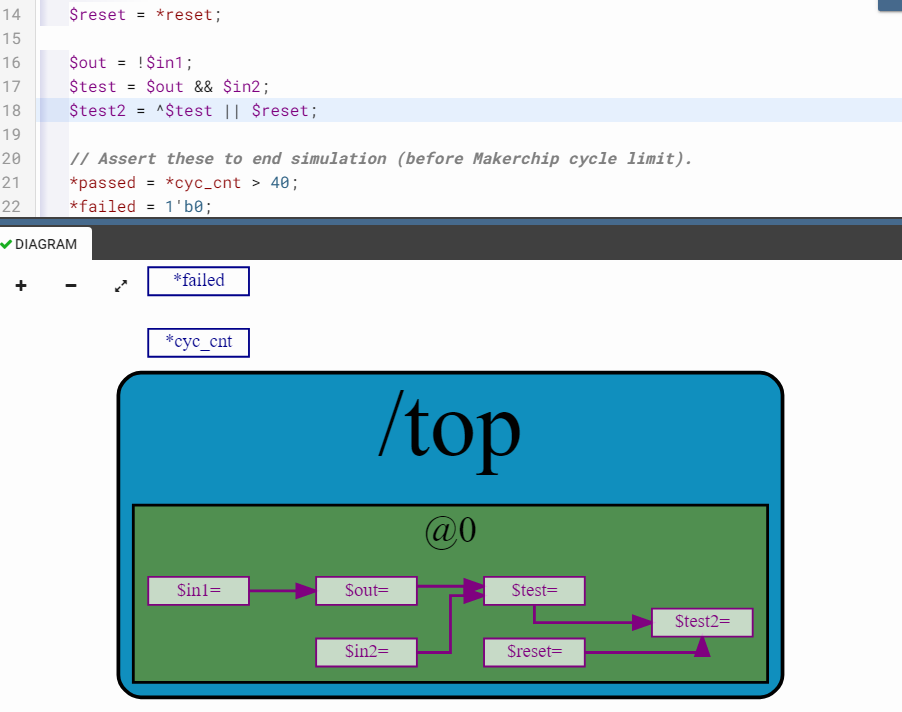 14 $reset = *reset;
15
16 $out = !$in1;
17 $test = $out && $in2;
18 $test2 = ^$test || $reset;
19
20 // Assert these to end simulation (before Makerchip cycle limit).
21 *passed = *cyc_cnt > 40;
22 *failed = 1'b0;
DIAGRAM
+ −
*failed
*cyc_cnt
/top
@0
$in1= $out= $test=
$test2=
$in2= $reset=